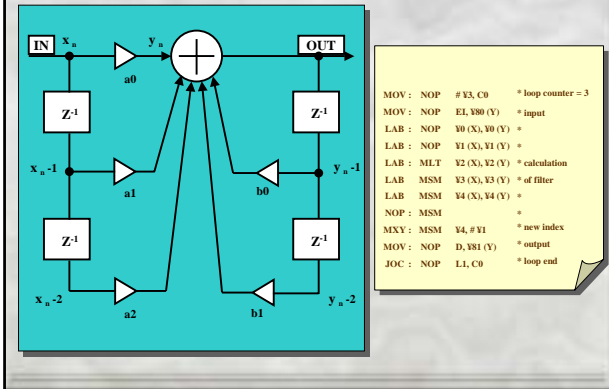 IN x n y n OUT
a0
Z-1 Z-1
x n -1 y n -1
a1 b0
Z-1 Z-1
x n -2 y n -2
a2 b1
MOV : NOP # ¥3, C0 * loop counter = 3
MOV : NOP EI, ¥80 (Y) * input
LAB : NOP ¥0 (X), ¥0 (Y) *
LAB : NOP ¥1 (X), ¥1 (Y) *
LAB : MLT ¥2 (X), ¥2 (Y) * calculation
LAB MSM ¥3 (X), ¥3 (Y) * of filter
LAB MSM ¥4 (X), ¥4 (Y) *
NOP : MSM *
MXY : MSM ¥4, # ¥1 * new index
MOV : NOP D, ¥81 (Y) * output
JOC : NOP L1, C0 * loop end